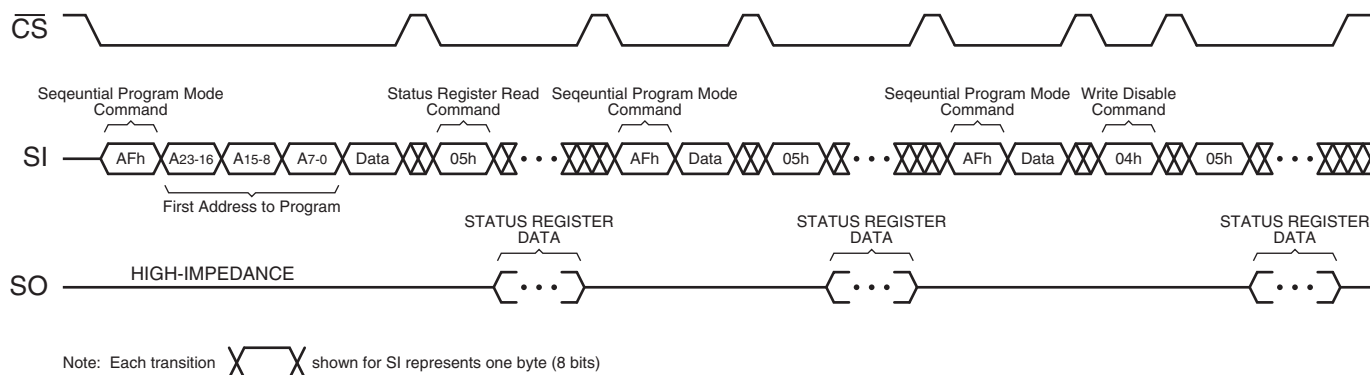 CS
Seqeuntial Program Mode
Command
Status Register Read
Command
Seqeuntial Program Mode
Command
Seqeuntial Program Mode
Command
Write Disable
Command
SI
AFh
A23-16
A15-8
A7-0
Data
05h
• • •
AFh
Data
05h
• • •
AFh
Data
04h
05h
• • •
First Address to Program
STATUS REGISTER
DATA
STATUS REGISTER
DATA
STATUS REGISTER
DATA
SO
HIGH-IMPEDANCE
• • •
• • •
• • •
Note: Each transition shown for SI represents one byte (8 bits)